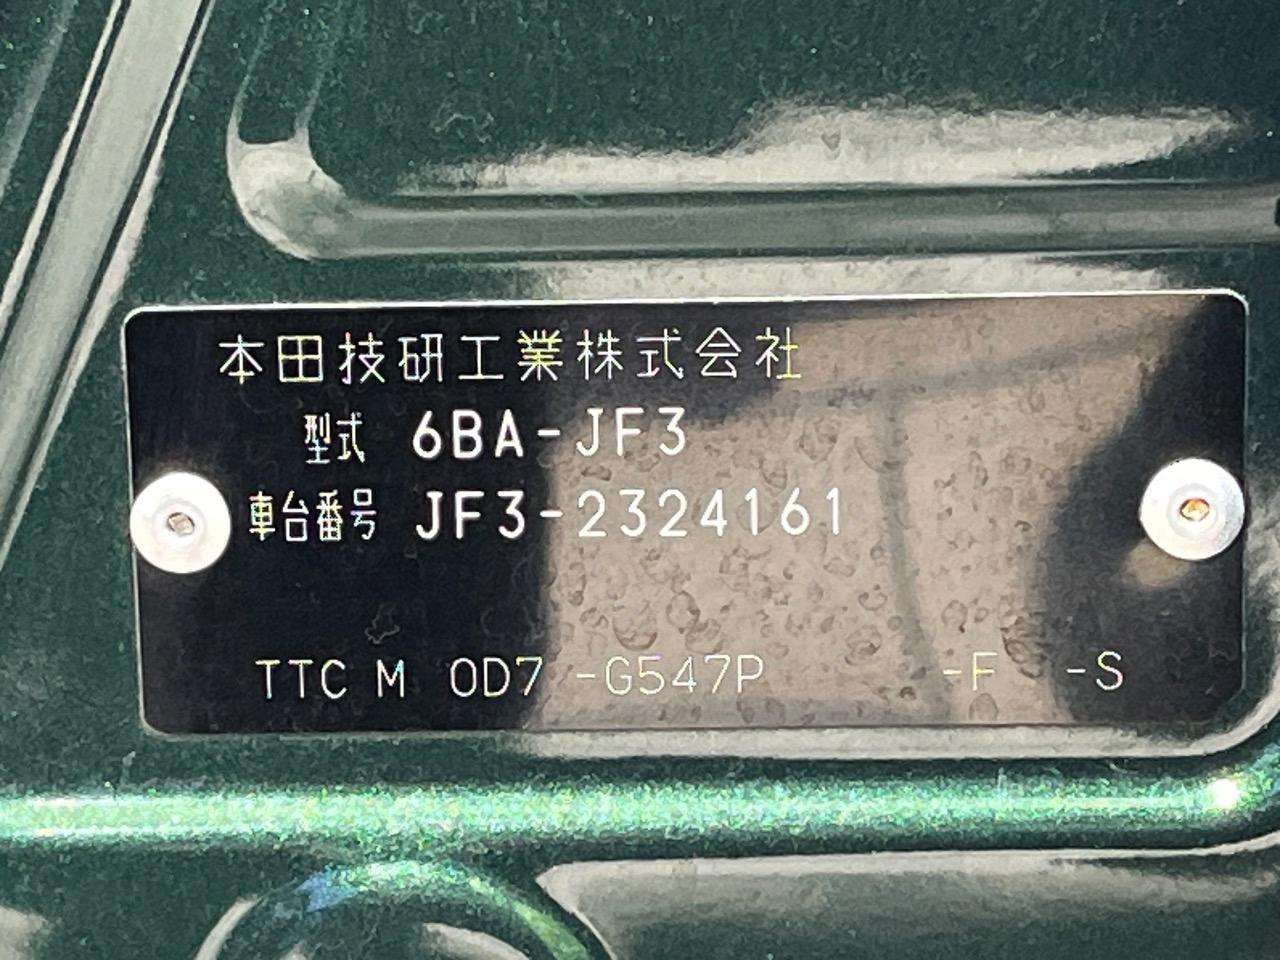 本田技研工業株式会社
型式 6BA-JF3
車台番号 JF3-2324161
TTC M 0D7 -G547P -F -S